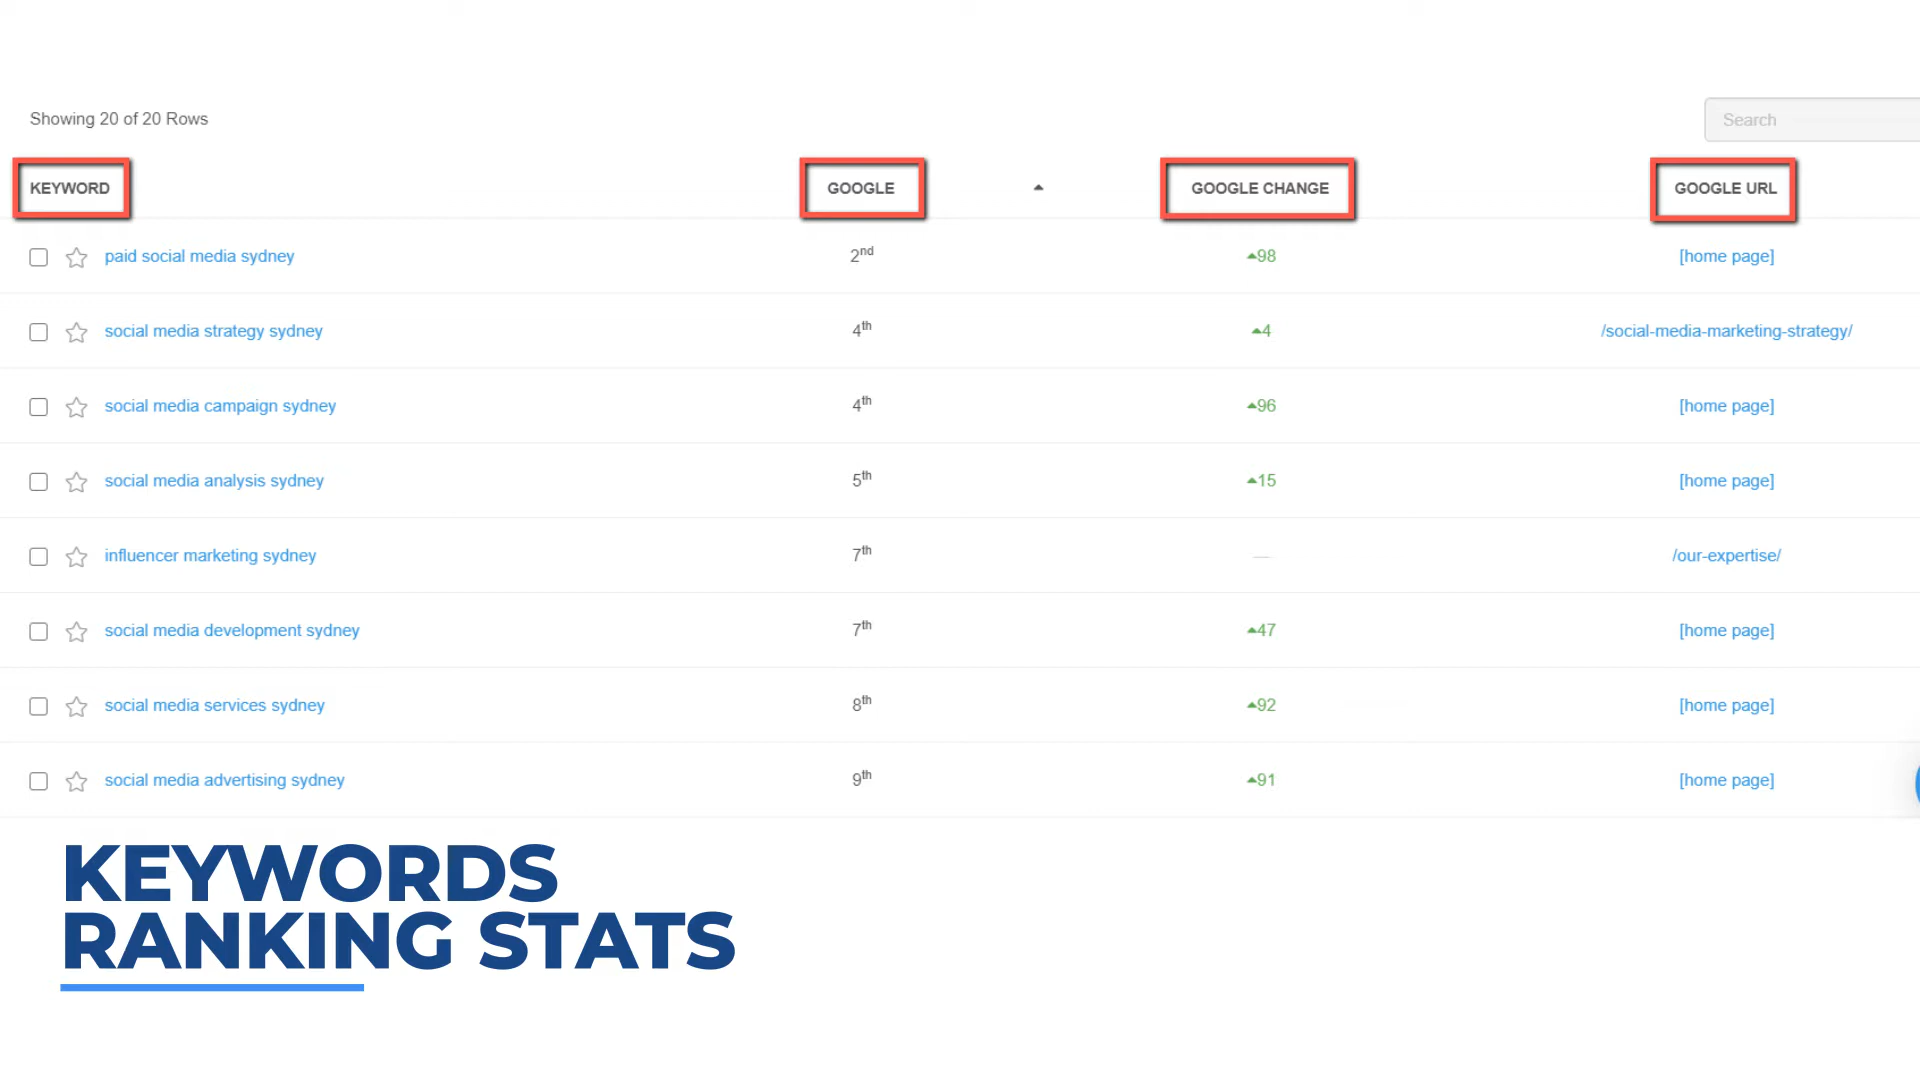 Showing 20 of 20 Rows
Search
KEYWORD GOOGLE GOOGLE CHANGE GOOGLE URL
paid social media sydney 2nd 98 [home page]
social media strategy sydney 4th 4 /social-media-marketing-strategy/
social media campaign sydney 4th 96 [home page]
social media analysis sydney 5th 15 [home page]
influencer marketing sydney 7th — /our-expertise/
social media development sydney 7th 47 [home page]
social media services sydney 8th 92 [home page]
social media advertising sydney 9th 91 [home page]
KEYWORDS
RANKING STATS